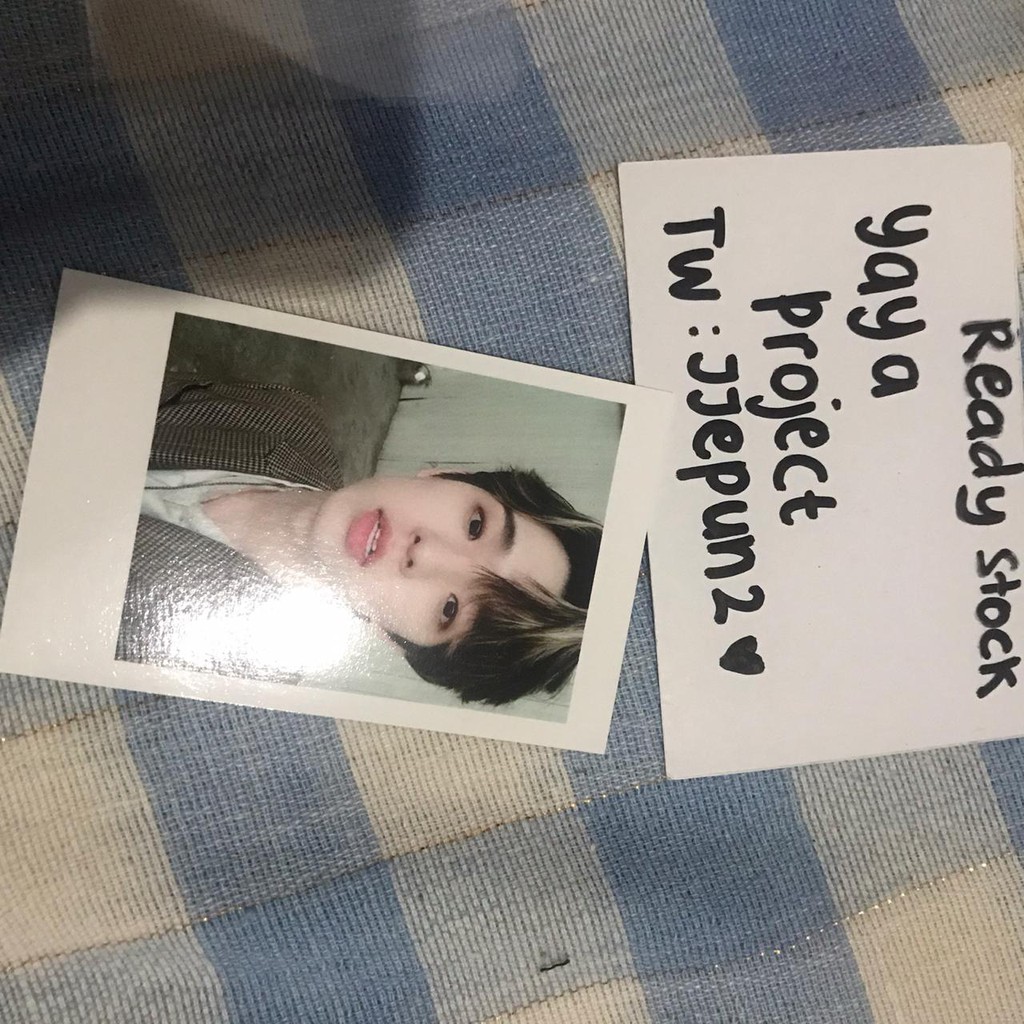 Ready Stock
yaya
project
TW : JJepun2 ♥